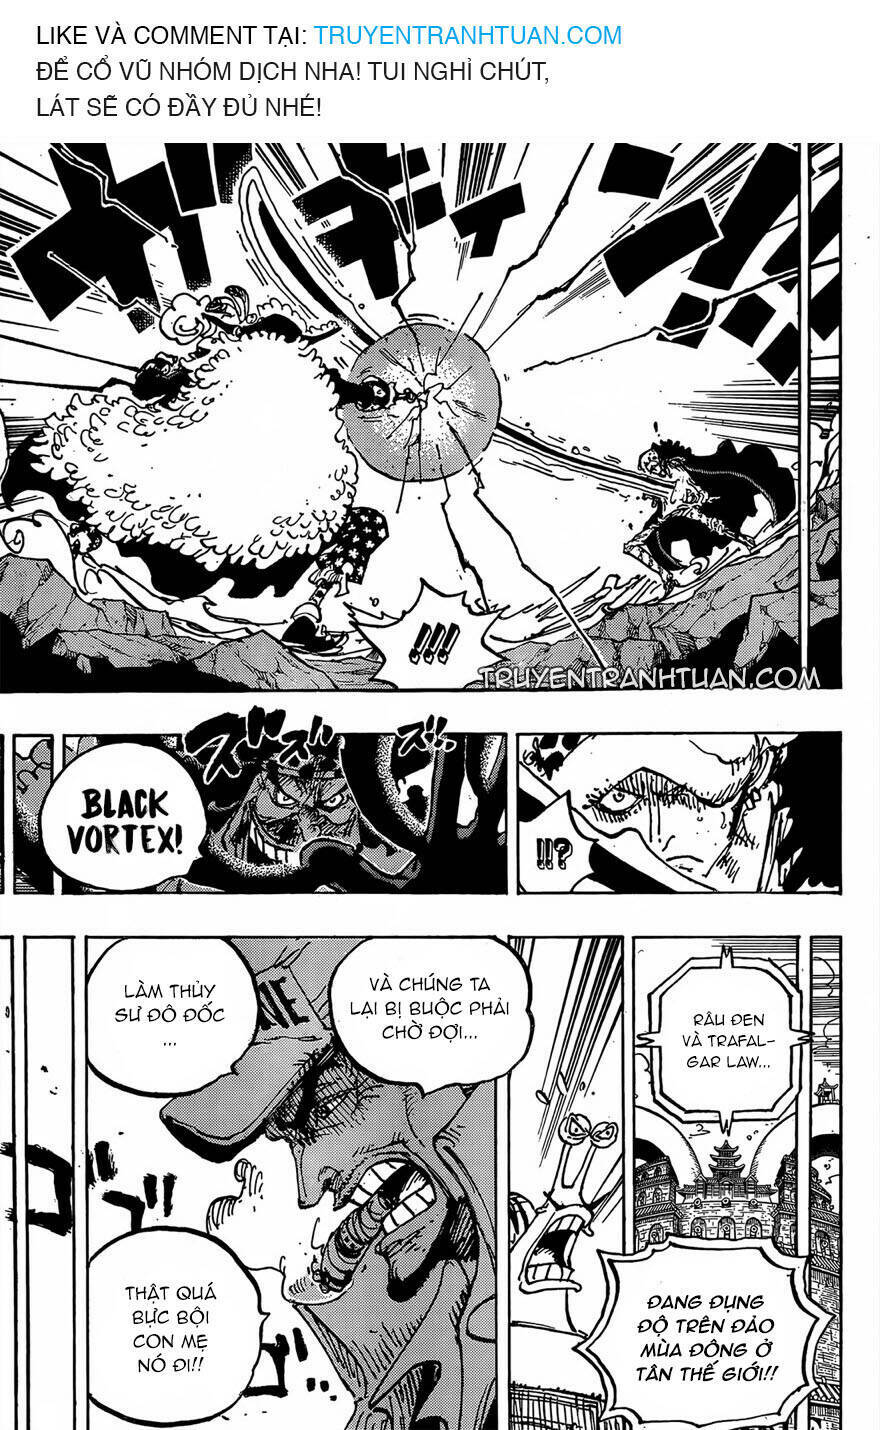 LIKE VÀ COMMENT TẠI: TRUYENTRANHTUAN.COM
ĐỂ CỔ VŨ NHÓM DỊCH NHA! TUI NGHỈ CHÚT,
LÁT SẼ CÓ ĐẦY ĐỦ NHÉ!
!!!
TRUYENTRANHTUAN.COM
!!?
ズズズ...
BLACK
VORTEX!
RÂU ĐEN
VÀ TRAFAL-
GAR LAW...
ĐANG ĐỤNG
ĐỘ TRÊN ĐẢO
MÙA ĐÔNG Ở
TÂN THẾ GIỚI!!
VÀ CHÚNG TA
LẠI BỊ BUỘC PHẢI
CHỜ ĐỢI...
LÀM THỦY
SƯ ĐÔ ĐỐC
...
THẬT QUÁ
BỰC BỘI
CON MẸ
NÓ ĐI!!